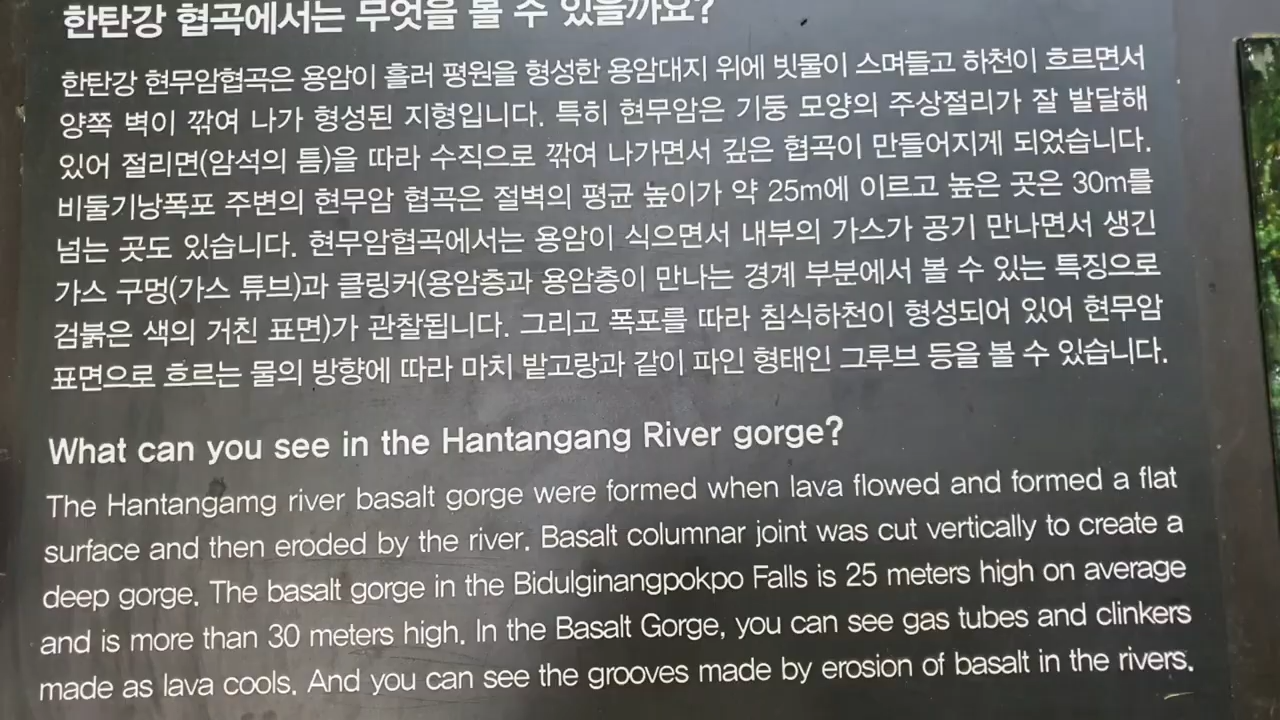 한탄강 협곡에서는 무엇을 볼 수 있을까요?
한탄강 현무암협곡은 용암이 흘러 평원을 형성한 용암대지 위에 빗물이 스며들고 하천이 흐르면서
양쪽 벽이 깎여 나가 형성된 지형입니다. 특히 현무암은 기둥 모양의 주상절리가 잘 발달해
있어 절리면(암석의 틈)을 따라 수직으로 깎여 나가면서 깊은 협곡이 만들어지게 되었습니다.
비둘기낭폭포 주변의 현무암 협곡은 절벽의 평균 높이가 약 25m에 이르고 높은 곳은 30m를
넘는 곳도 있습니다. 현무암협곡에서는 용암이 식으면서 내부의 가스가 공기 만나면서 생긴
가스 구멍(가스 튜브)과 클링커(용암층과 용암층이 만나는 경계 부분에서 볼 수 있는 특징으로
검붉은 색의 거친 표면)가 관찰됩니다. 그리고 폭포를 따라 침식하천이 형성되어 있어 현무암
표면으로 흐르는 물의 방향에 따라 마치 밭고랑과 같이 파인 형태인 그루브 등을 볼 수 있습니다.
What can you see in the Hantangang River gorge?
The Hantangamg river basalt gorge were formed when lava flowed and formed a flat
surface and then eroded by the river. Basalt columnar joint was cut vertically to create a
deep gorge. The basalt gorge in the Bidulginangpokpo Falls is 25 meters high on average
and is more than 30 meters high. In the Basalt Gorge, you can see gas tubes and clinkers
made as lava cools. And you can see the grooves made by erosion of basalt in the rivers.